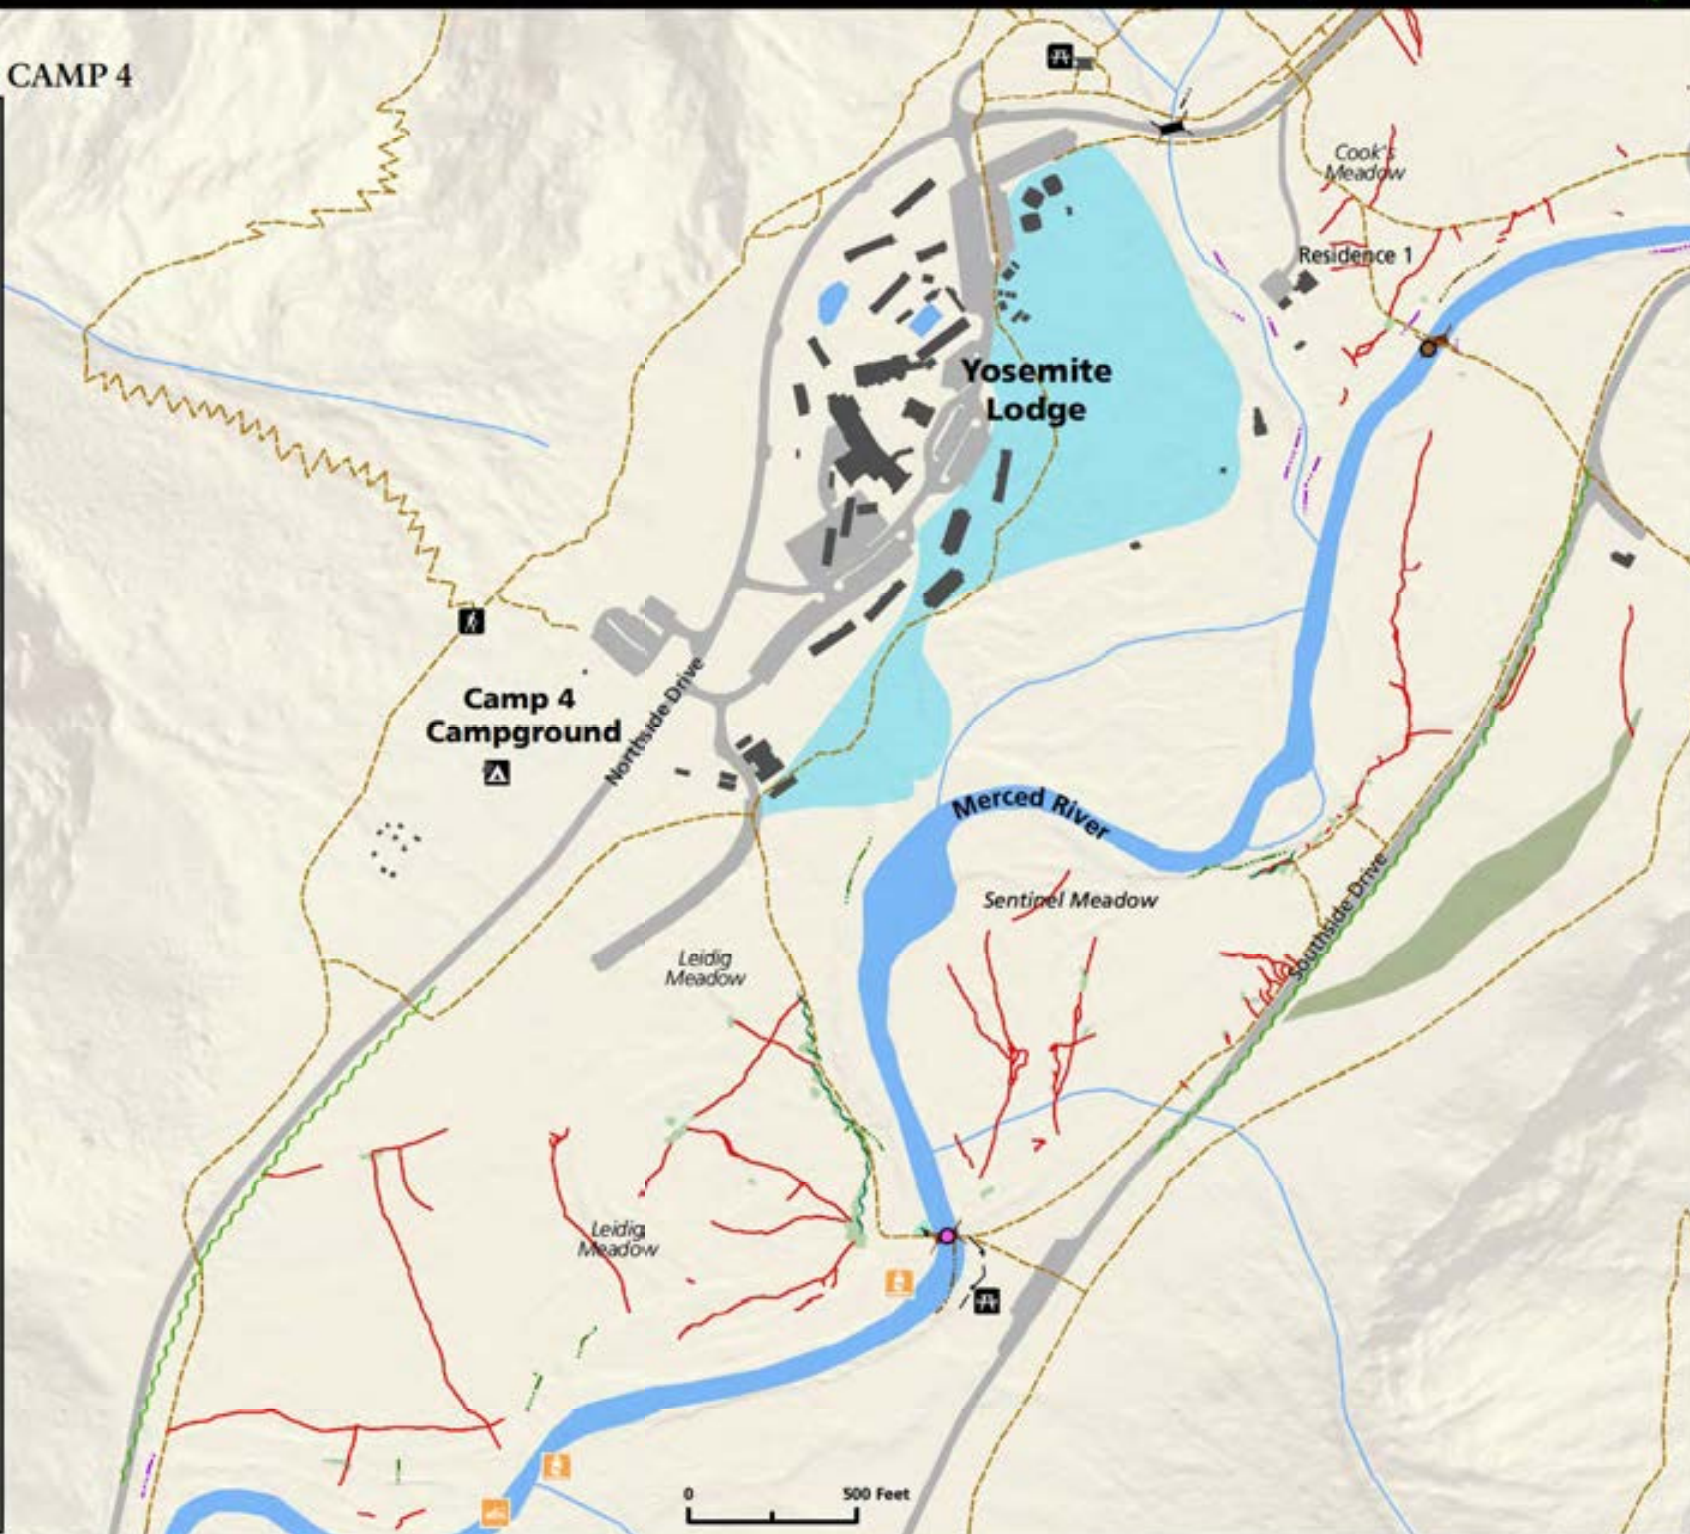 CAMP 4
Cook's
Meadow
Residence 1
Yosemite
Lodge
Camp 4
Campground
Northside Drive
Merced River
Sentinel Meadow
Southside Drive
Leidig
Meadow
Leidig
Meadow
0 500 Feet